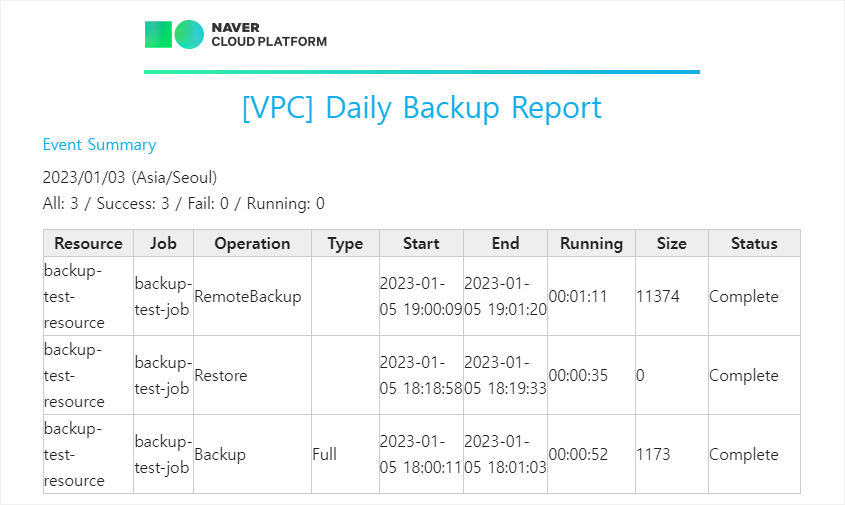 NAVER
CLOUD PLATFORM
[VPC] Daily Backup Report
Event Summary
2023/01/03 (Asia/Seoul)
All: 3 / Success: 3 / Fail: 0 / Running: 0
Resource Job Operation Type Start End Running Size Status
backup-test-resource backup-test-job RemoteBackup 2023-01-05 19:00:09 2023-01-05 19:01:20 00:01:11 11374 Complete
backup-test-resource backup-test-job Restore 2023-01-05 18:18:58 2023-01-05 18:19:33 00:00:35 0 Complete
backup-test-resource backup-test-job Backup Full 2023-01-05 18:00:11 2023-01-05 18:01:03 00:00:52 1173 Complete